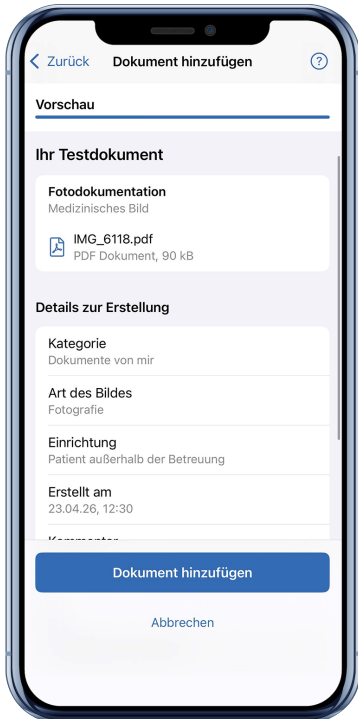 Zurück
Dokument hinzufügen
?
Vorschau
Ihr Testdokument
Fotodokumentation
Medizinisches Bild
IMG_6118.pdf
PDF Dokument, 90 kB
Details zur Erstellung
Kategorie
Dokumente von mir
Art des Bildes
Fotografie
Einrichtung
Patient außerhalb der Betreuung
Erstellt am
23.04.26, 12:30
Kommentar
Dokument hinzufügen
Abbrechen